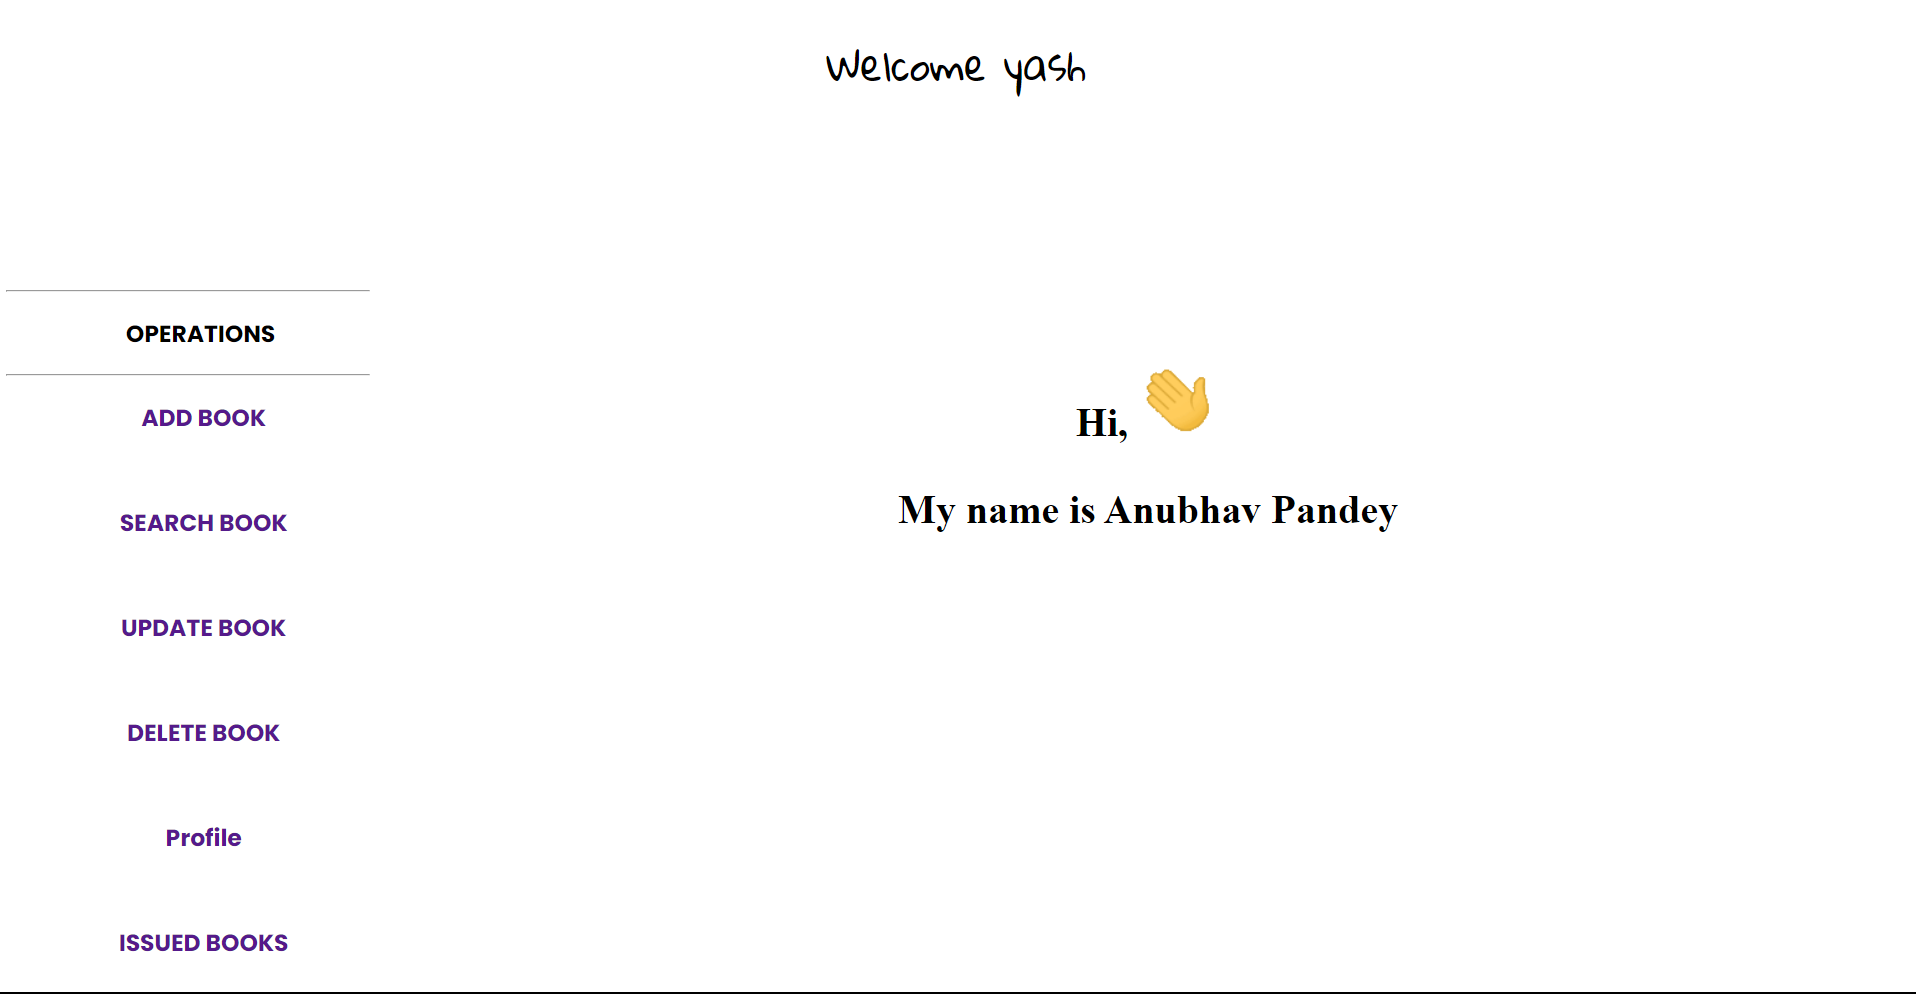 Welcome yash
OPERATIONS
ADD BOOK
SEARCH BOOK
UPDATE BOOK
DELETE BOOK
Profile
ISSUED BOOKS
Hi,
My name is Anubhav Pandey